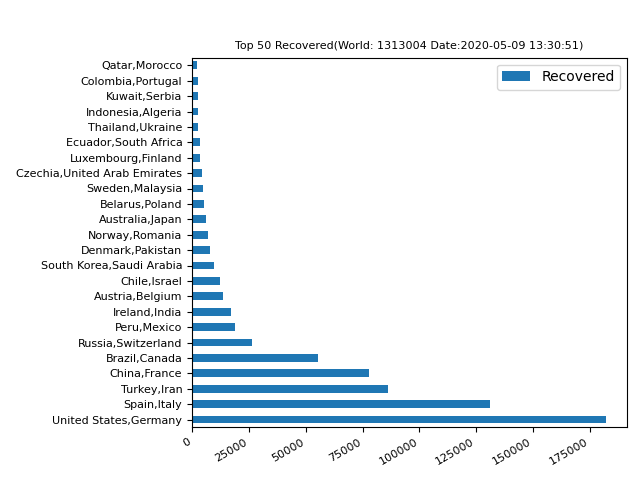 Top 50 Recovered(World: 1313004 Date:2020-05-09 13:30:51)
Recovered
Qatar,Morocco
Colombia,Portugal
Kuwait,Serbia
Indonesia,Algeria
Thailand,Ukraine
Ecuador,South Africa
Luxembourg,Finland
Czechia,United Arab Emirates
Sweden,Malaysia
Belarus,Poland
Australia,Japan
Norway,Romania
Denmark,Pakistan
South Korea,Saudi Arabia
Chile,Israel
Austria,Belgium
Ireland,India
Peru,Mexico
Russia,Switzerland
Brazil,Canada
China,France
Turkey,Iran
Spain,Italy
United States,Germany
0 25000 50000 75000 100000 125000 150000 175000